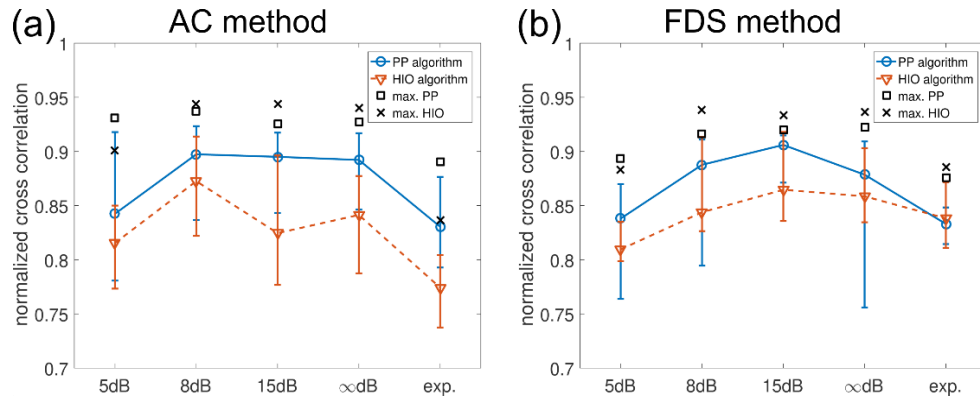 (a)
AC method
normalized cross correlation
1
0.95
0.9
0.85
0.8
0.75
0.7
5dB
8dB
15dB
∞dB
exp.
PP algorithm
HIO algorithm
max. PP
max. HIO
(b)
FDS method
normalized cross correlation
1
0.95
0.9
0.85
0.8
0.75
0.7
5dB
8dB
15dB
∞dB
exp.
PP algorithm
HIO algorithm
max. PP
max. HIO